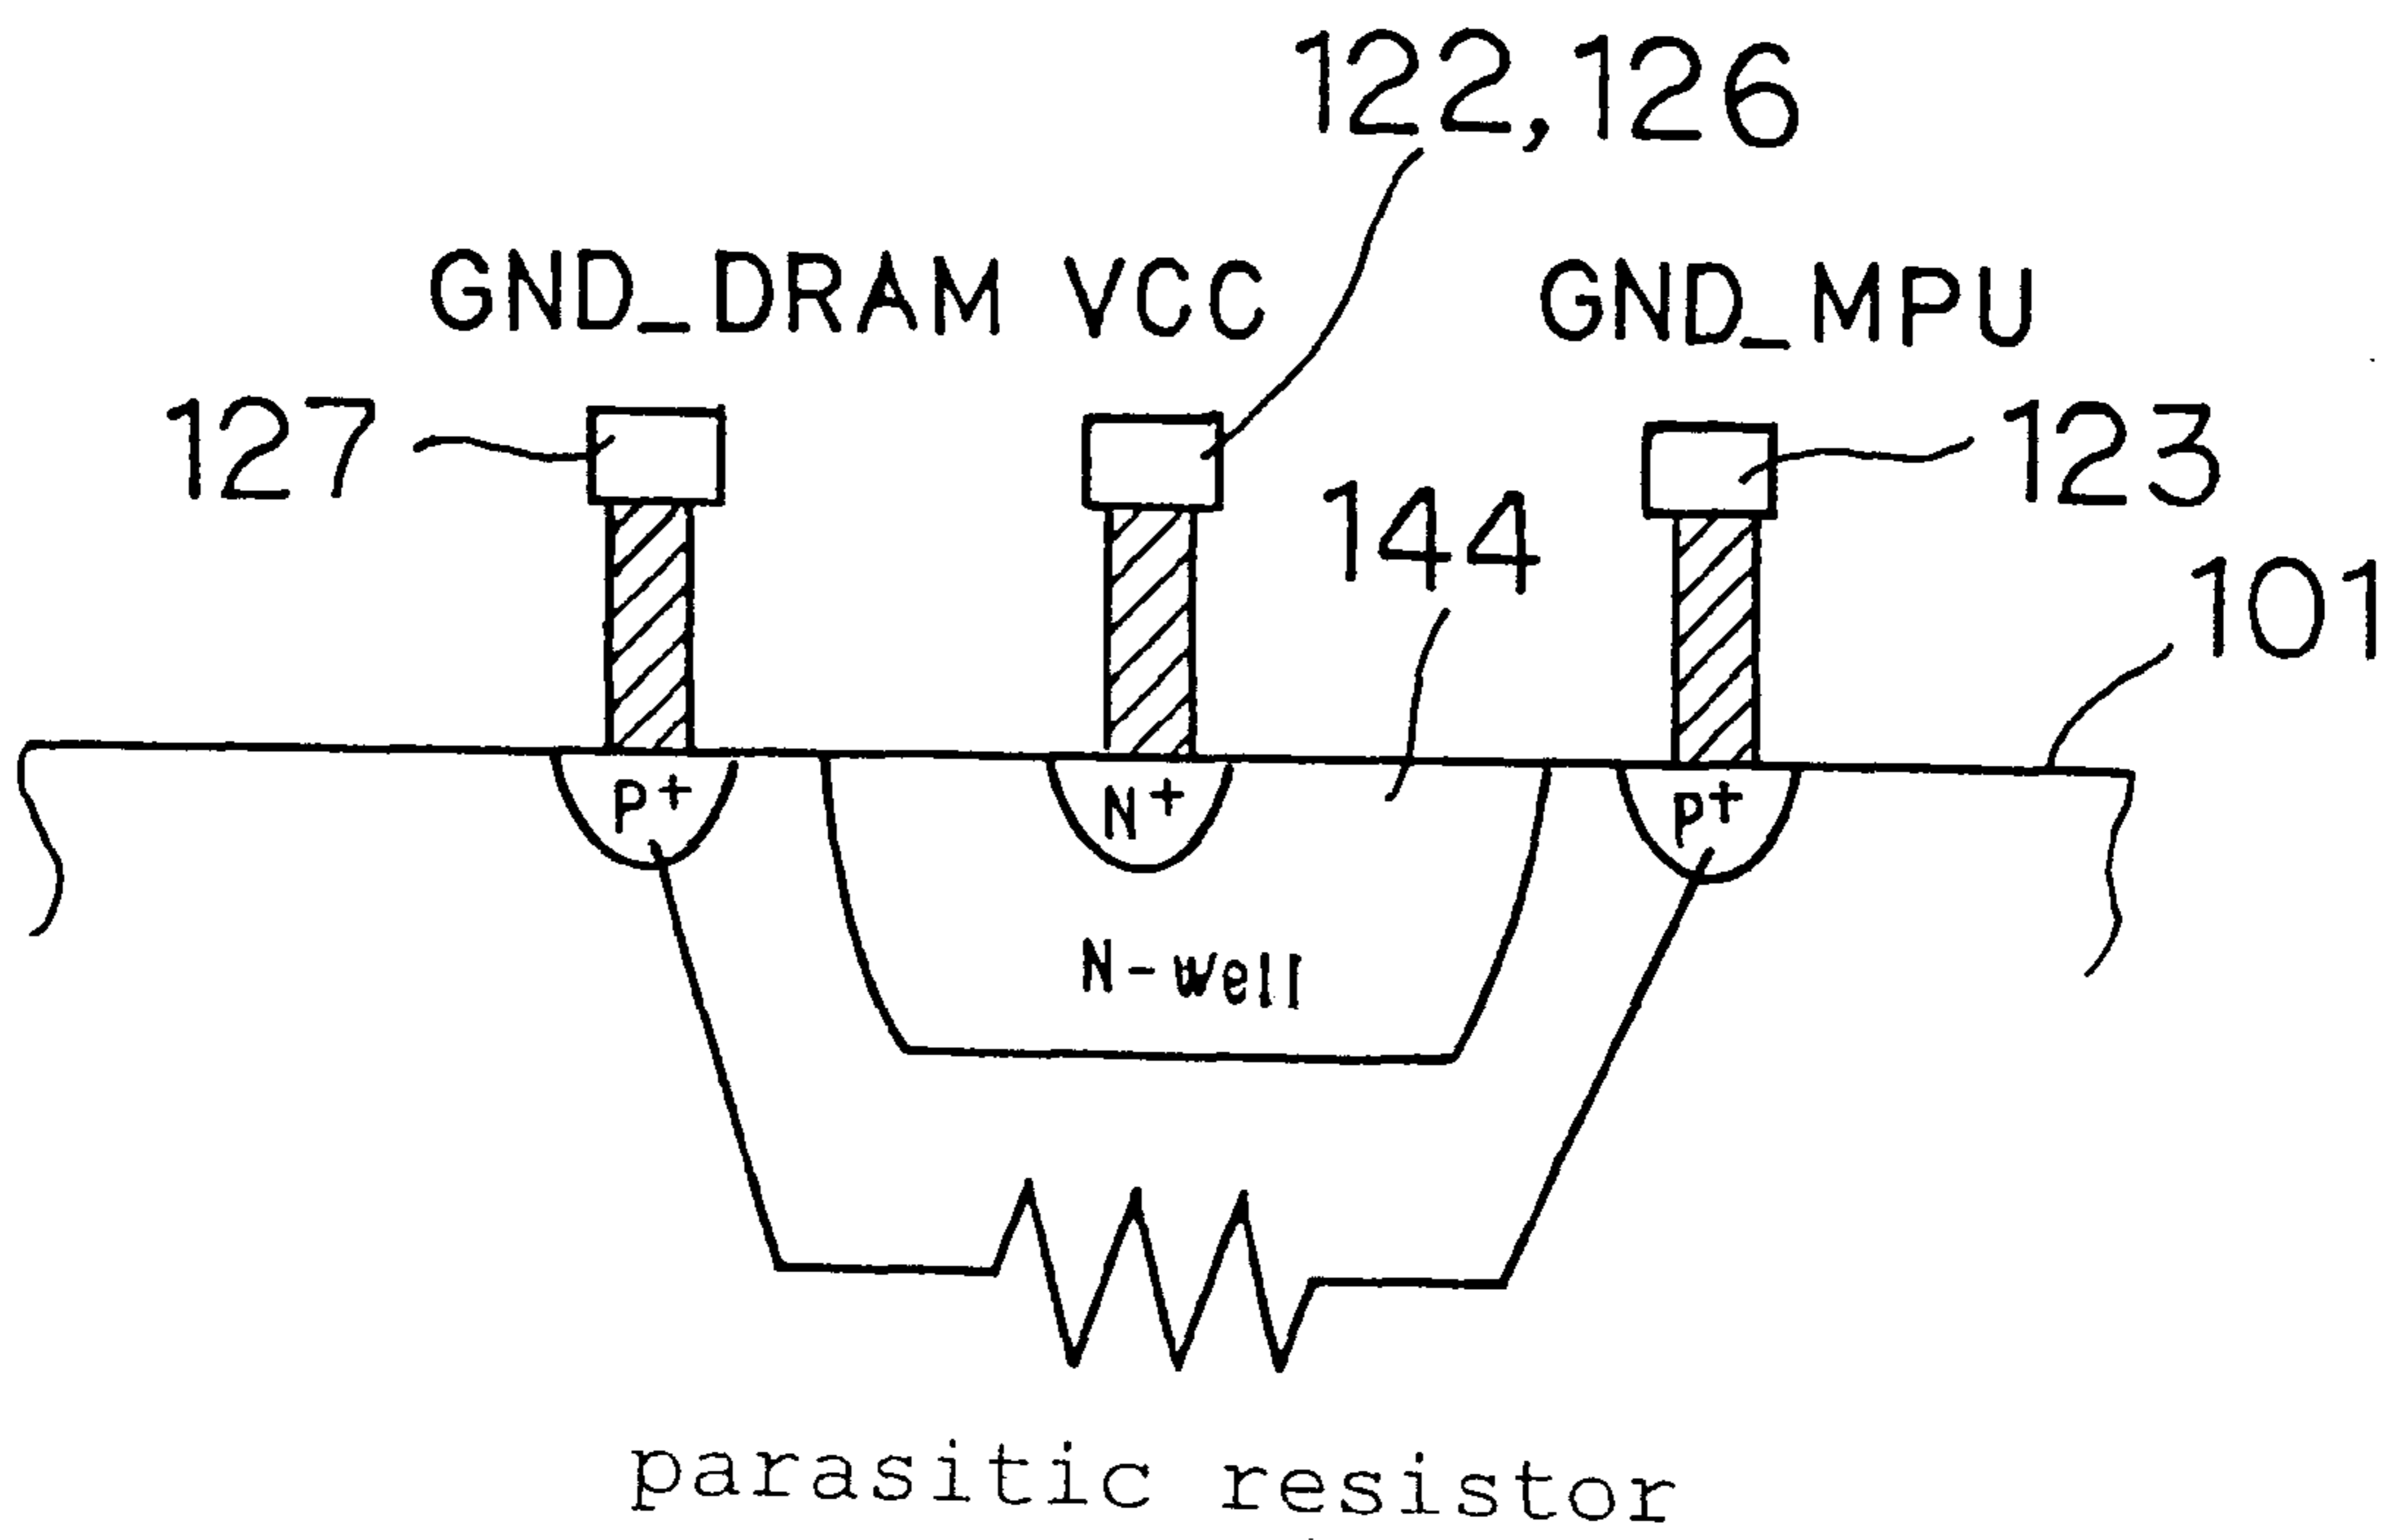 122,126
GND_DRAM VCC GND_MPU
127
123
144
101
P+ N+ P+
N-well
parasitic resistor